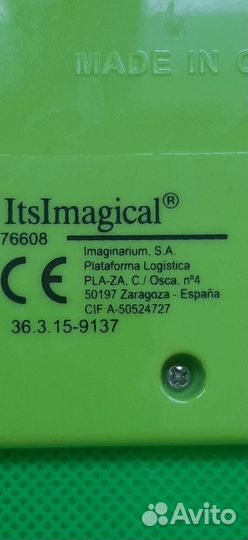 MADE IN C
ItsImagical®
76608
CE
Imaginarium, S.A.
Plataforma Logística
PLA-ZA, C./ Osca, nº4
50197 Zaragoza - España
CIF A-50524727
36.3.15-9137
Avito